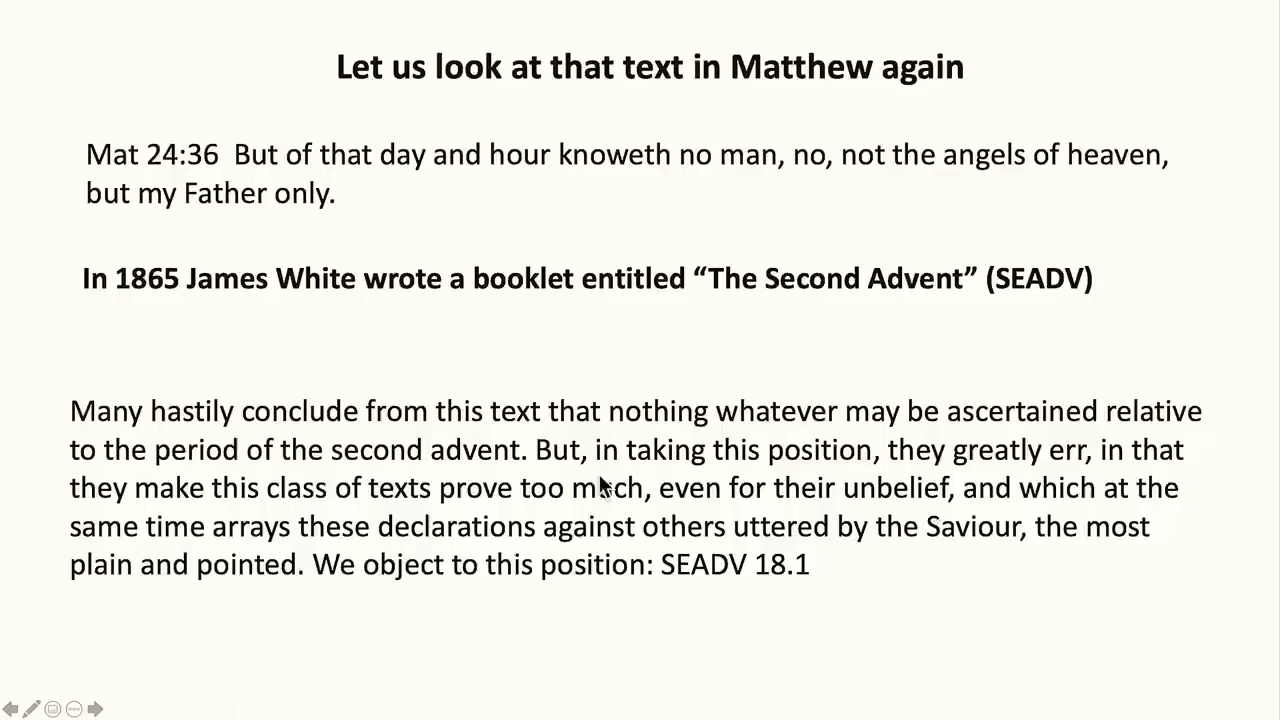 Let us look at that text in Matthew again
Mat 24:36  But of that day and hour knoweth no man, no, not the angels of heaven,
but my Father only.
In 1865 James White wrote a booklet entitled “The Second Advent” (SEADV)
Many hastily conclude from this text that nothing whatever may be ascertained relative
to the period of the second advent. But, in taking this position, they greatly err, in that
they make this class of texts prove too much, even for their unbelief, and which at the
same time arrays these declarations against others uttered by the Saviour, the most
plain and pointed. We object to this position: SEADV 18.1